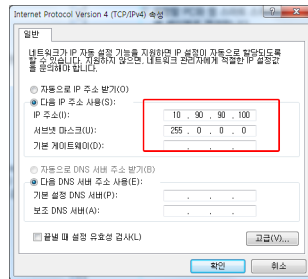 Internet Protocol Version 4 (TCP/IPv4) 속성
일반
네트워크가 IP 자동 설정 기능을 지원하면 IP 설정이 자동으로 할당되도록
할 수 있습니다. 지원하지 않으면, 네트워크 관리자에게 적절한 IP 설정값
을 문의해야 합니다.
자동으로 IP 주소 받기(O)
다음 IP 주소 사용(S):
IP 주소(I): 10 . 90 . 90 . 100
서브넷 마스크(U): 255 . 0 . 0 . 0
기본 게이트웨이(D): . . .
자동으로 DNS 서버 주소 받기(B)
다음 DNS 서버 주소 사용(E):
기본 설정 DNS 서버(P): . . .
보조 DNS 서버(A): . . .
끝낼 때 설정 유효성 검사(L)
고급(V)...
확인 취소